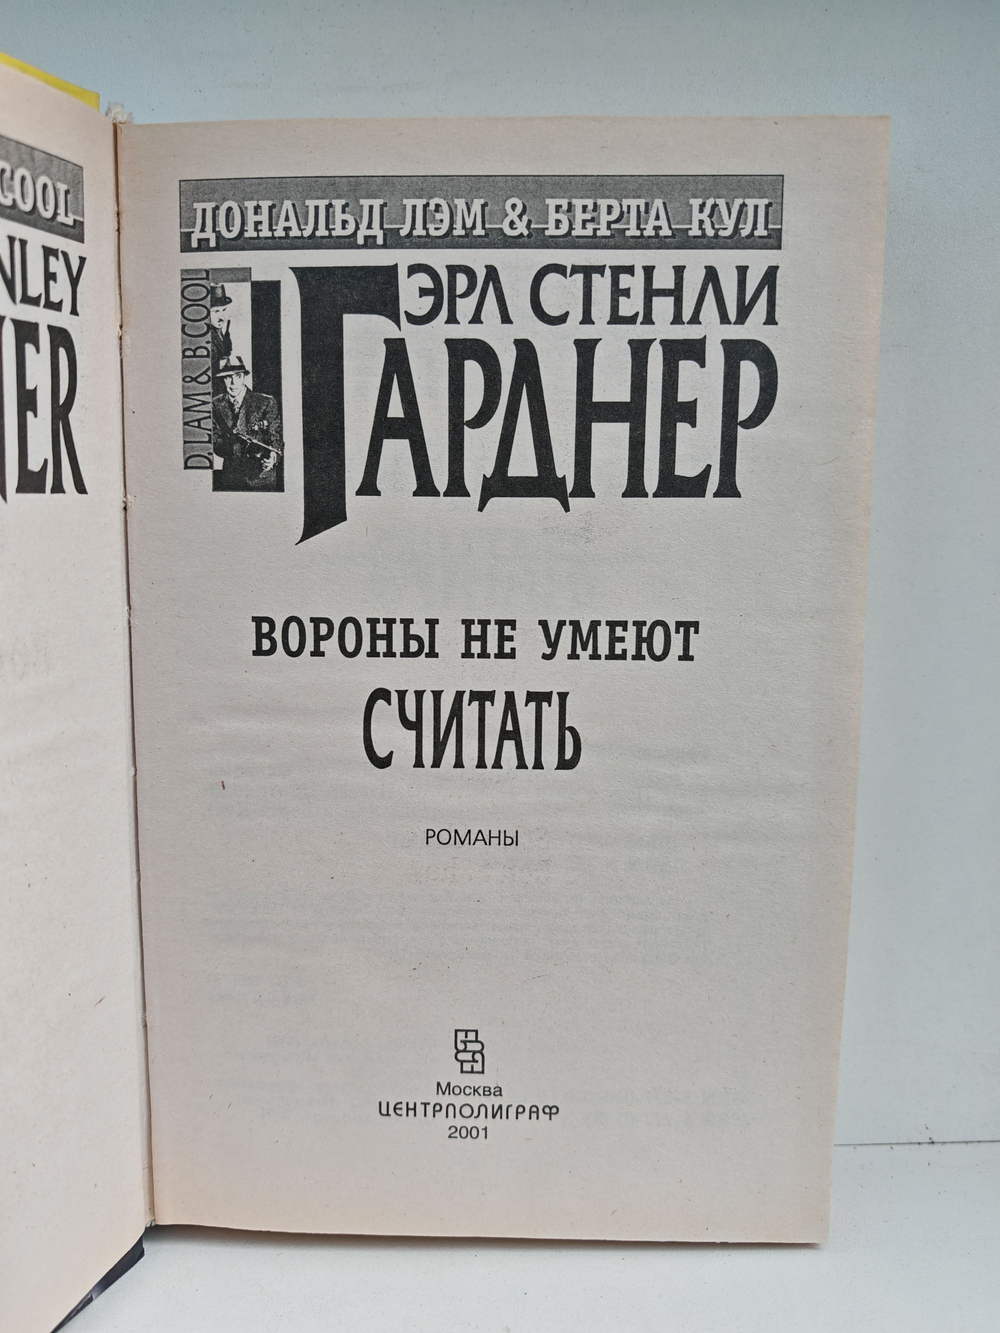 COOL
NLEY
NER
ДОНАЛЬД ЛЭМ & БЕРТА КУЛ
D. LAM & B. COOL
ЭРЛ СТЕНЛИ
ГАРДНЕР
ВОРОНЫ НЕ УМЕЮТ
СЧИТАТЬ
РОМАНЫ
Москва
ЦЕНТРПОЛИГРАФ
2001